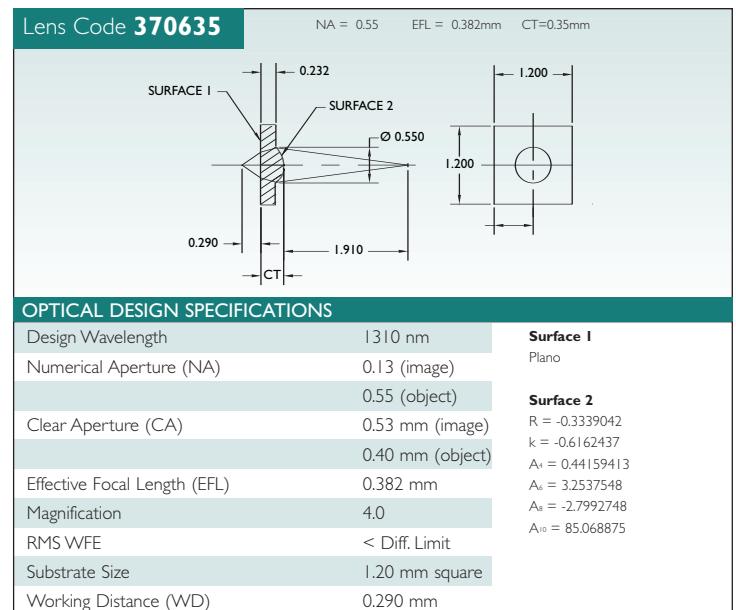 Lens Code 370635 NA = 0.55 EFL = 0.382mm CT=0.35mm
0.232
SURFACE 1
SURFACE 2
Ø 0.550
0.290
1.910
CT
1.200
1.200
OPTICAL DESIGN SPECIFICATIONS
Design Wavelength 1310 nm
Numerical Aperture (NA) 0.13 (image)
0.55 (object)
Clear Aperture (CA) 0.53 mm (image)
0.40 mm (object)
Effective Focal Length (EFL) 0.382 mm
Magnification 4.0
RMS WFE < Diff. Limit
Substrate Size 1.20 mm square
Working Distance (WD) 0.290 mm
Surface 1
Plano
Surface 2
R = -0.3339042
k = -0.6162437
A₄ = 0.44159413
A₆ = 3.2537548
A₈ = -2.7992748
A₁₀ = 85.068875